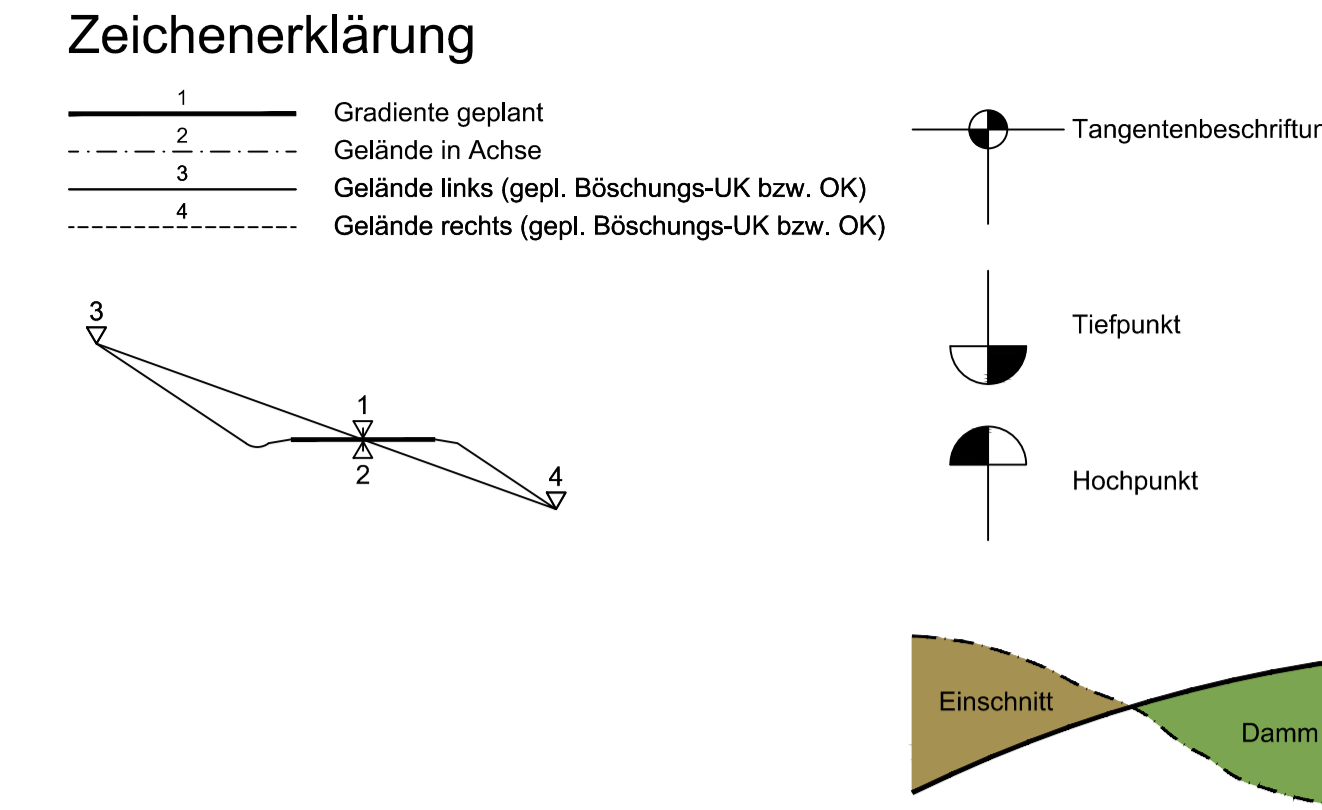 Zeichenerklärung
1
Gradiente geplant
2
Gelände in Achse
3
Gelände links (gepl. Böschungs-UK bzw. OK)
4
Gelände rechts (gepl. Böschungs-UK bzw. OK)
3
1
2
4
Tiefpunkt
Hochpunkt
Einschnitt
Damm